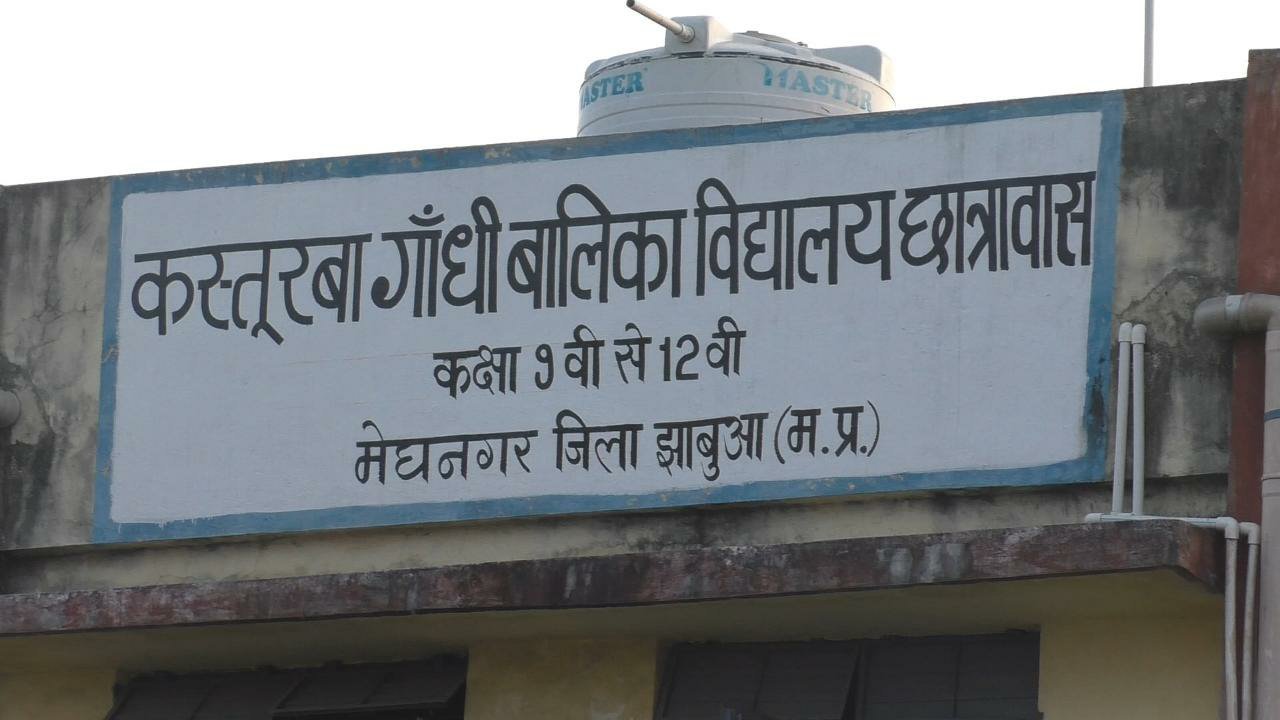 MASTER MASTER
कस्तूरबा गाँधी बालिका विद्यालय छात्रावास
कक्षा 9 वी से 12 वी
मेघनगर जिला झाबुआ (म. प्र.)